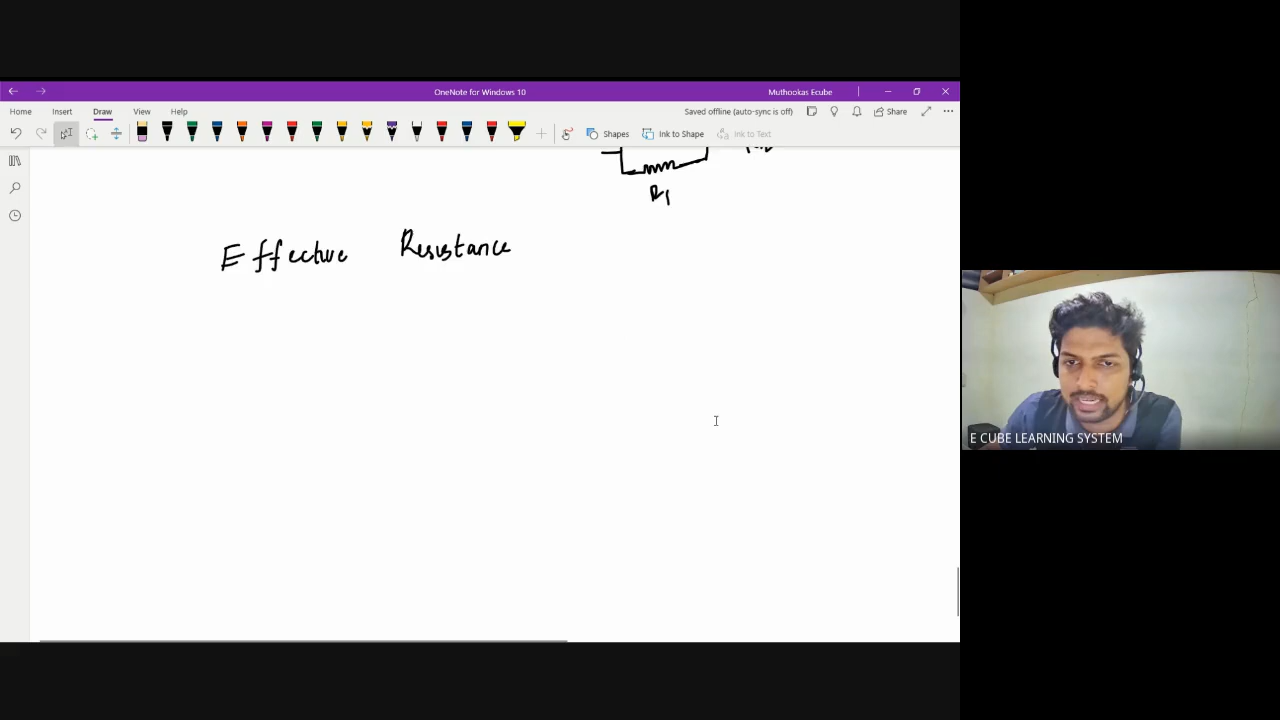 OneNote for Windows 10
Muthookas Ecube
Home Insert Draw View Help
Saved offline (auto-sync is off)
Share
Shapes
Ink to Shape
Ink to Text
R1
Effective Resistance
E CUBE LEARNING SYSTEM